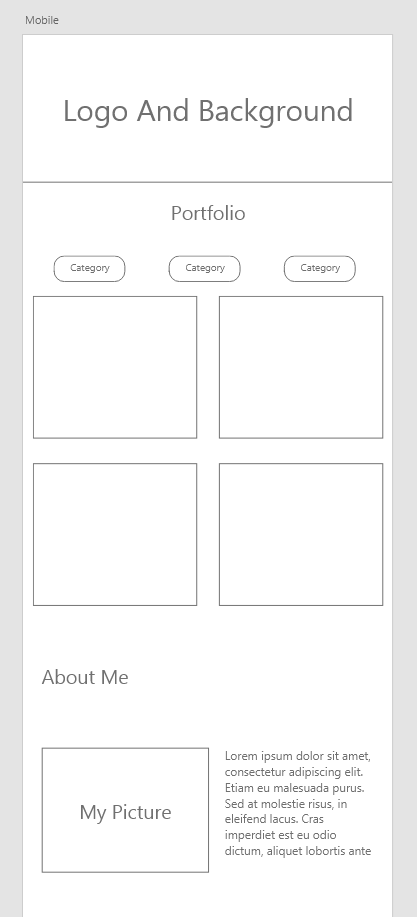 Mobile
Logo And Background
Portfolio
Category
Category
Category
About Me
My Picture
Lorem ipsum dolor sit amet,
consectetur adipiscing elit.
Etiam eu malesuada purus.
Sed at molestie risus, in
eleifend lacus. Cras
imperdiet est eu odio
dictum, aliquet lobortis ante